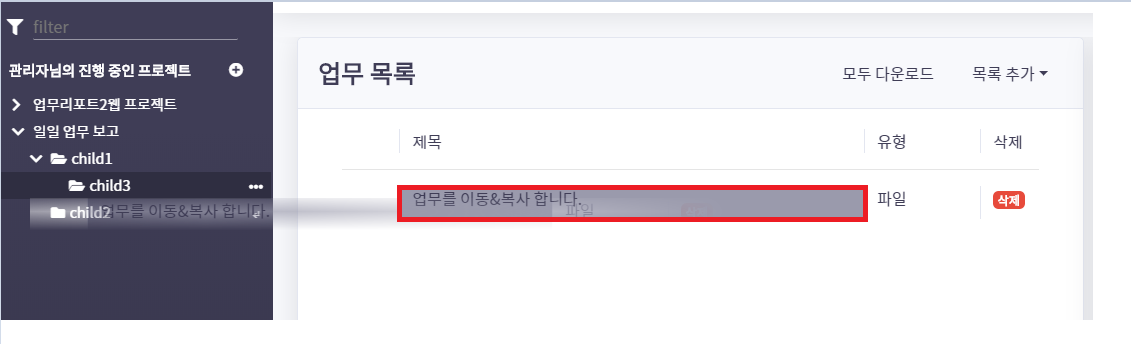 filter
관리자님의 진행 중인 프로젝트
업무리포트2웹 프로젝트
일일 업무 보고
child1
child3
child2
업무를 이동&복사 합니다.
업무 목록
모두 다운로드
목록 추가
제목
유형
삭제
업무를 이동&복사 합니다.
파일
삭제
파일